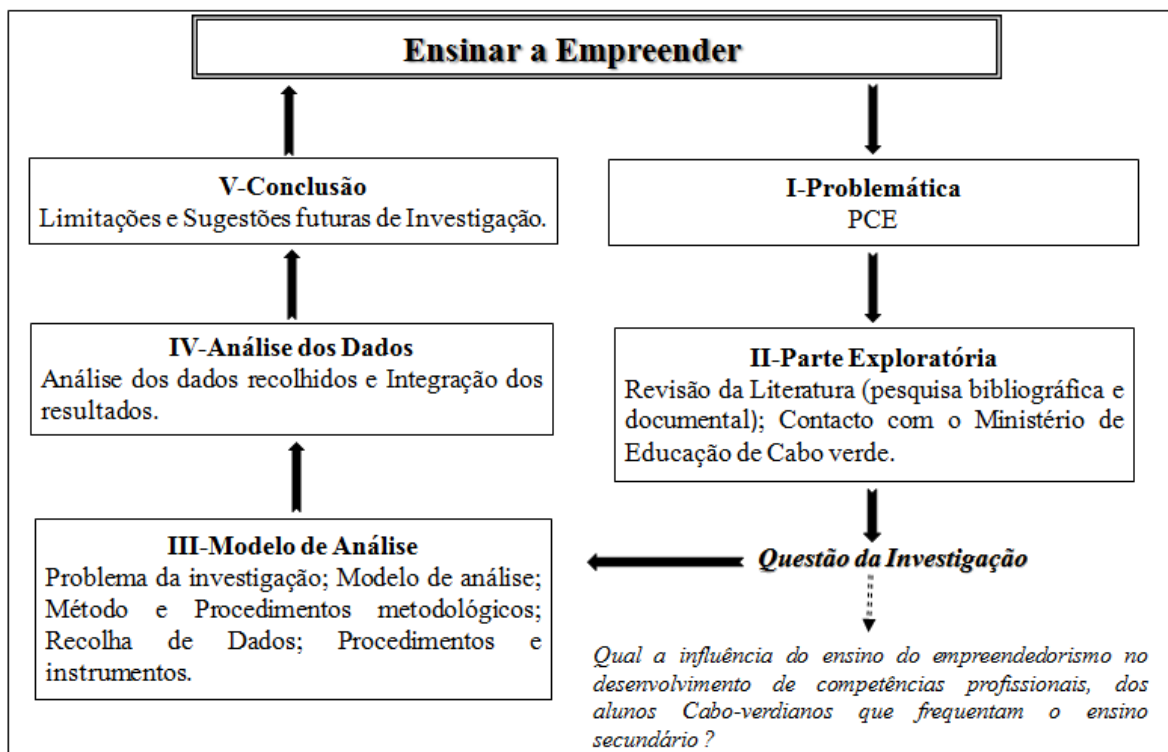 Ensinar a Empreender
V-Conclusão
Limitações e Sugestões futuras de Investigação.
I-Problemática
PCE
IV-Análise dos Dados
Análise dos dados recolhidos e Integração dos
resultados.
II-Parte Exploratória
Revisão da Literatura (pesquisa bibliográfica e
documental); Contacto com o Ministério de
Educação de Cabo verde.
III-Modelo de Análise
Problema da investigação; Modelo de análise;
Método e Procedimentos metodológicos;
Recolha de Dados; Procedimentos e
instrumentos.
Questão da Investigação
Qual a influência do ensino do empreendedorismo no
desenvolvimento de competências profissionais, dos
alunos Cabo-verdianos que frequentam o ensino
secundário ?